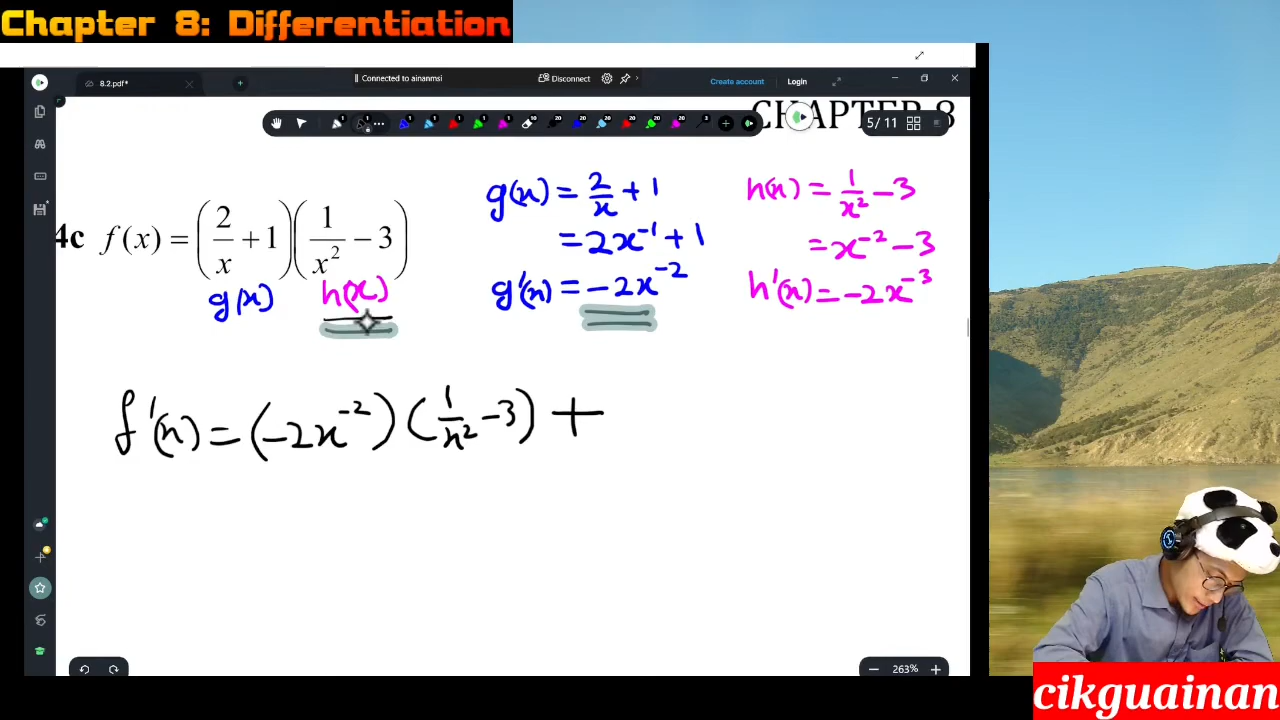 Chapter 8: Differentiation
8.2.pdf*
Connected to ainanmsi
Disconnect
Create account
Login
CHAPTER 8
5/11
4c f(x) = (2/x + 1)(1/x² − 3)
g(x) h(x)
g(x) = 2/x + 1
= 2x⁻¹ + 1
g'(x) = −2x⁻²
h(x) = 1/x² − 3
= x⁻² − 3
h'(x) = −2x⁻³
f'(x) = (−2x⁻²)(1/x² − 3) +
263%
cikguainan